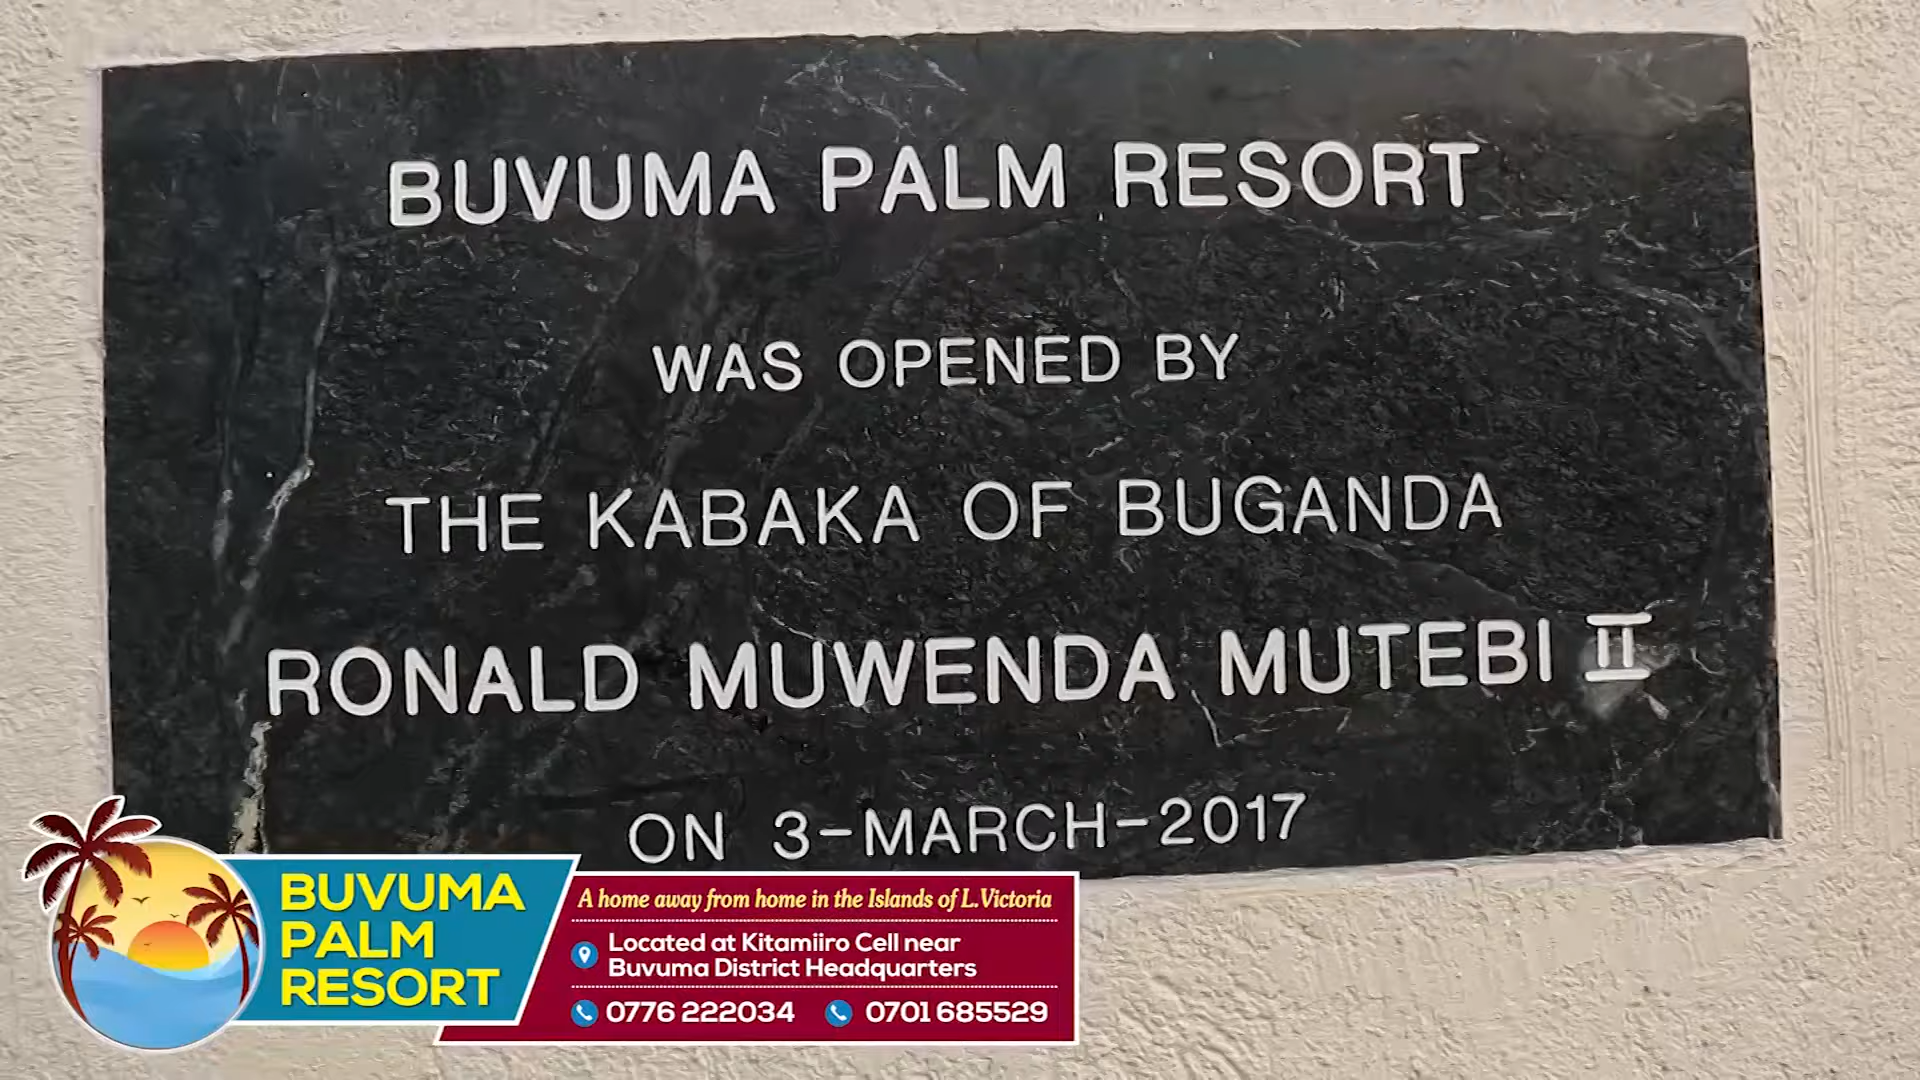 BUVUMA PALM RESORT
WAS OPENED BY
THE KABAKA OF BUGANDA
RONALD MUWENDA MUTEBI II
ON 3-MARCH-2017
BUVUMA
PALM
RESORT
A home away from home in the Islands of L.Victoria
Located at Kitamiiro Cell near
Buvuma District Headquarters
0776 222034 0701 685529